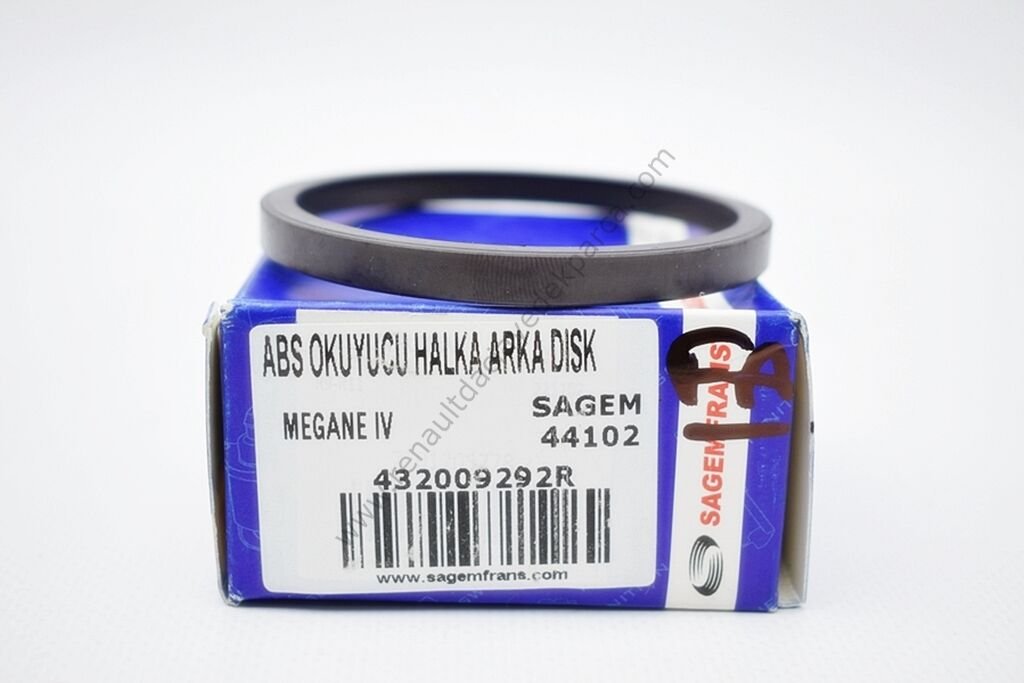 ABS OKUYUCU HALKA ARKA DISK
MEGANE IV
SAGEM
44102
432009292R
www.sagemfrans.com
SAGEMFRANS